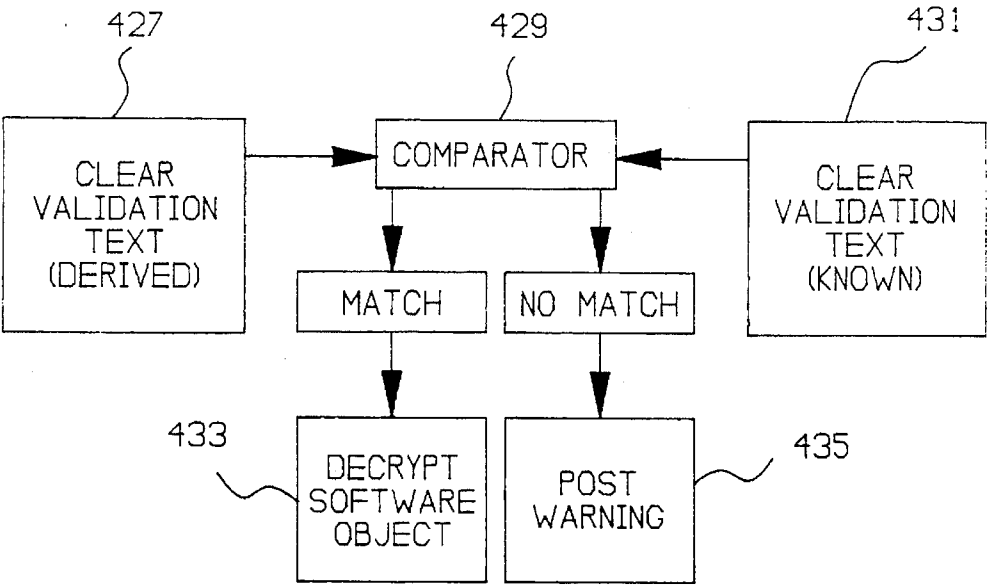 427
429
431
CLEAR
VALIDATION
TEXT
(DERIVED)
COMPARATOR
CLEAR
VALIDATION
TEXT
(KNOWN)
MATCH
NO MATCH
433
DECRYPT
SOFTWARE
OBJECT
POST
WARNING
435